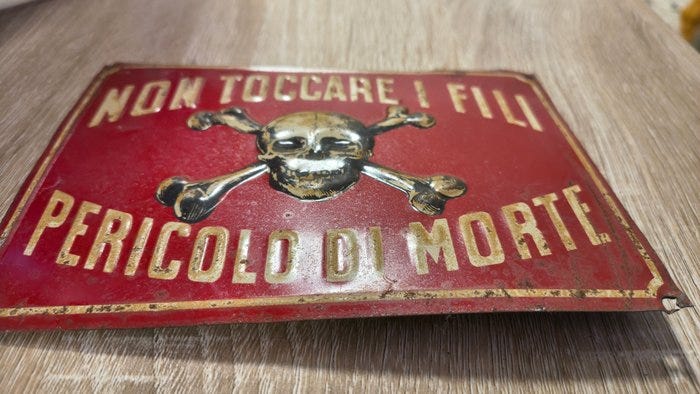 NON TOCCARE I FILI
PERICOLO DI MORTE